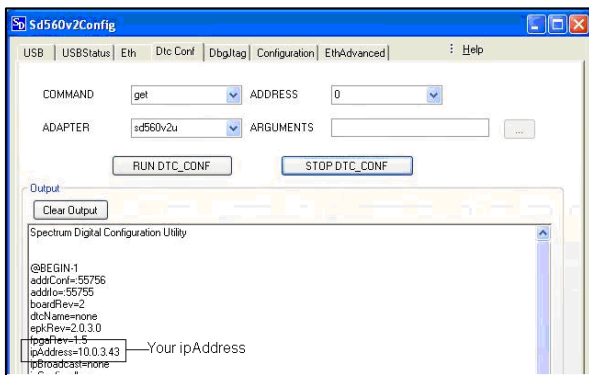 SD Sd560v2Config
USB USBStatus Eth Dtc Conf DbgJtag Configuration EthAdvanced Help
COMMAND get ADDRESS 0
ADAPTER sd560v2u ARGUMENTS ...
RUN DTC_CONF STOP DTC_CONF
Output
Clear Output
Spectrum Digital Configuration Utility
@BEGIN-1
addrConf=:55756
addrIo=:55755
boardRev=2
dtcName=none
epkRev=2.0.3.0
fpgaRev=1.5
ipAddress=10.0.3.43 Your ipAddress
ipBroadcast=none